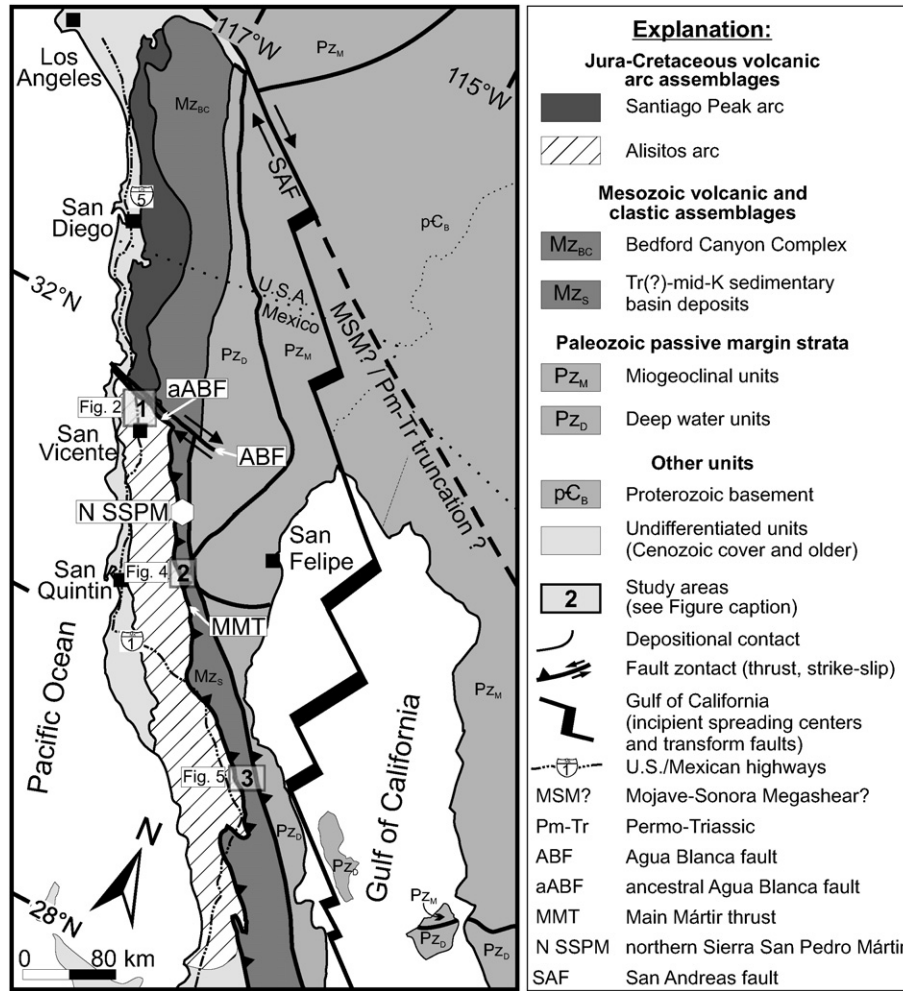 117°W
Pz_M
115°W
Los
Angeles
Mz_BC
SAF
5
San
Diego
p-C_B
32°N
U.S.A.
Mexico
MSM? / Pm-Tr truncation ?
Pz_D
Pz_M
aABF
Fig. 2
1
San
Vicente
ABF
N SSPM
San
Felipe
San
Quintin
Fig. 4
2
1
MMT
Mz_S
Pz_M
Pacific Ocean
Gulf of California
Fig. 5
3
Pz_D
Pz_D
N
Pz_M
Pz_D
Pz_D
28°N
0 80 km
Explanation:
Jura-Cretaceous volcanic
arc assemblages
Santiago Peak arc
Alisitos arc
Mesozoic volcanic and
clastic assemblages
Mz_BC Bedford Canyon Complex
Mz_S Tr(?)-mid-K sedimentary
basin deposits
Paleozoic passive margin strata
Pz_M Miogeoclinal units
Pz_D Deep water units
Other units
p-C_B Proterozoic basement
Undifferentiated units
(Cenozoic cover and older)
2 Study areas
(see Figure caption)
Depositional contact
Fault zontact (thrust, strike-slip)
Gulf of California
(incipient spreading centers
and transform faults)
1 U.S./Mexican highways
MSM? Mojave-Sonora Megashear?
Pm-Tr Permo-Triassic
ABF Agua Blanca fault
aABF ancestral Agua Blanca fault
MMT Main Mártir thrust
N SSPM northern Sierra San Pedro Mártir
SAF San Andreas fault